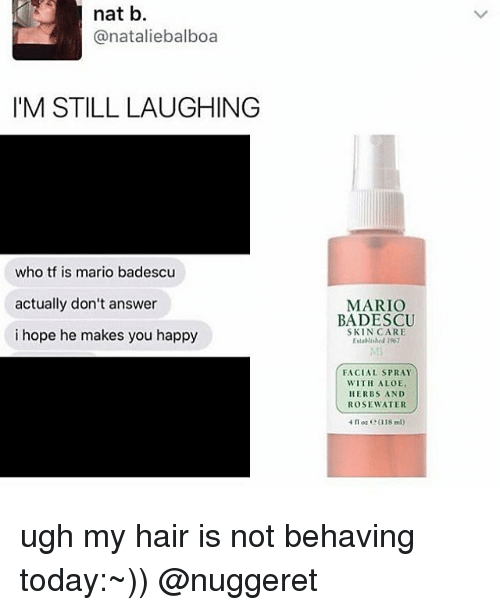 nat b.
@nataliebalboa
I'M STILL LAUGHING
who tf is mario badescu
actually don't answer
i hope he makes you happy
MARIO
BADESCU
SKIN CARE
Established 1967
FACIAL SPRAY
WITH ALOE,
HERBS AND
ROSEWATER
4 fl oz e (118 ml)
ugh my hair is not behaving
today:~)) @nuggeret